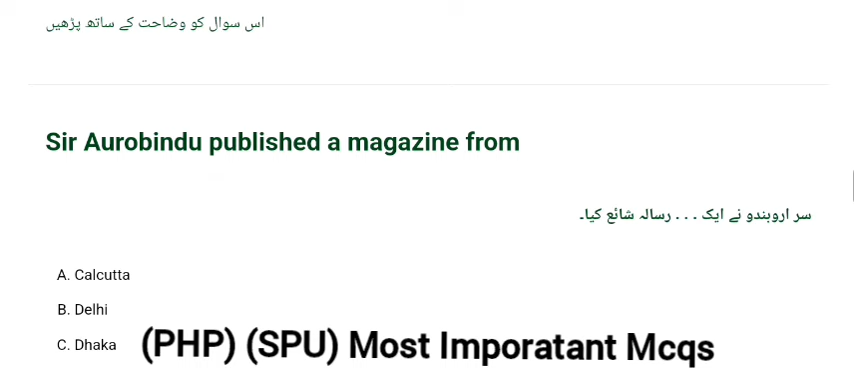 اس سوال کو وضاحت کے ساتھ پڑھیں
Sir Aurobindu published a magazine from
سر اروبندو نے ایک . . . رسالہ شائع کیا۔
A. Calcutta
B. Delhi
C. Dhaka
(PHP) (SPU) Most Imporatant Mcqs